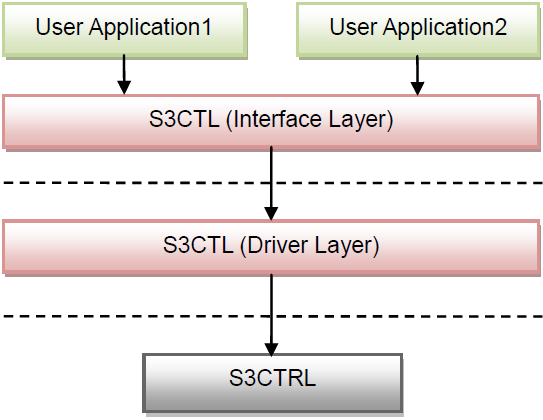 User Application1
User Application2
S3CTL (Interface Layer)
S3CTL (Driver Layer)
S3CTRL